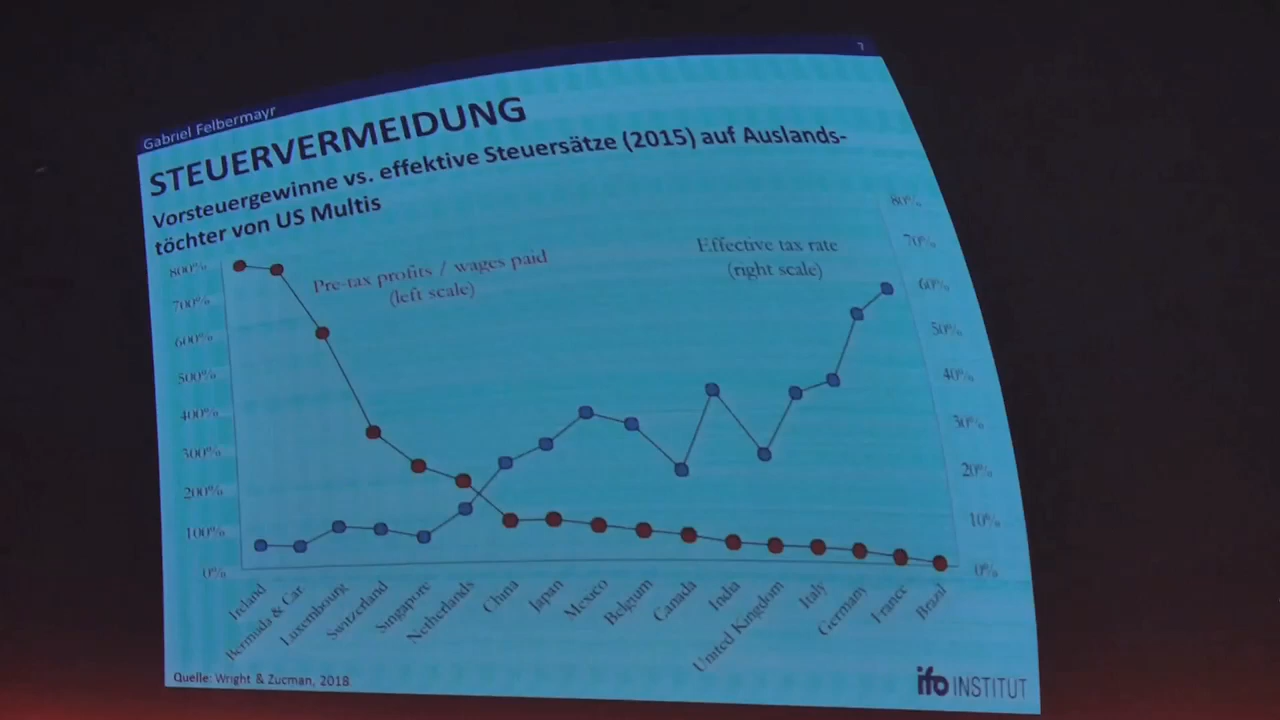 7
Gabriel Felbermayr
STEUERVERMEIDUNG
Vorsteuergewinne vs. effektive Steuersätze (2015) auf Auslands-
töchter von US Multis
Pre-tax profits / wages paid
(left scale)
Effective tax rate
(right scale)
800%
700%
600%
500%
400%
300%
200%
100%
0%
80%
70%
60%
50%
40%
30%
20%
10%
0%
Ireland
Bermuda & Car
Luxembourg
Switzerland
Singapore
Netherlands
China
Japan
Mexico
Belgium
Canada
India
United Kingdom
Italy
Germany
France
Brazil
Quelle: Wright & Zucman, 2018
ifo INSTITUT